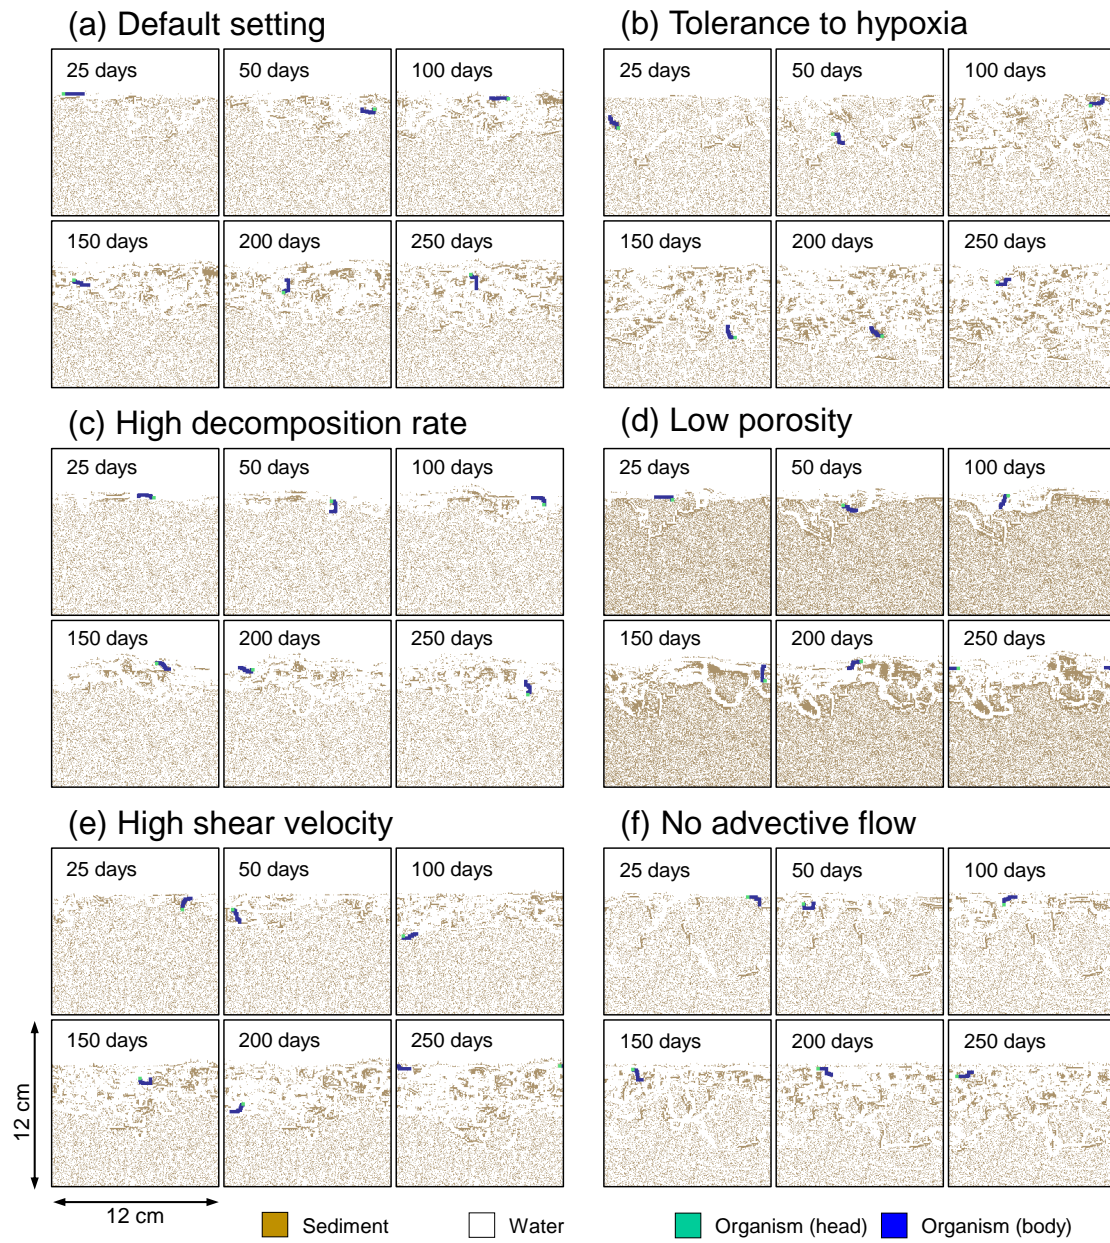 (a) Default setting
25 days
50 days
100 days
150 days
200 days
250 days
(b) Tolerance to hypoxia
25 days
50 days
100 days
150 days
200 days
250 days
(c) High decomposition rate
25 days
50 days
100 days
150 days
200 days
250 days
(d) Low porosity
25 days
50 days
100 days
150 days
200 days
250 days
(e) High shear velocity
25 days
50 days
100 days
150 days
200 days
250 days
(f) No advective flow
25 days
50 days
100 days
150 days
200 days
250 days
12 cm
12 cm
Sediment
Water
Organism (head)
Organism (body)